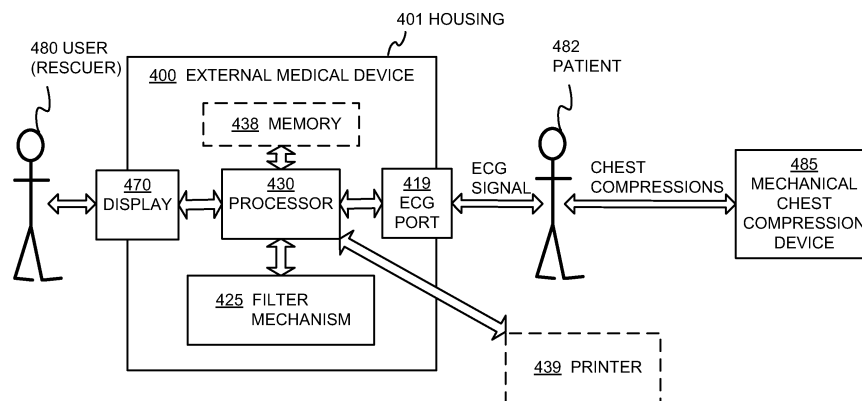 401 HOUSING
480 USER
(RESCUER)
482
PATIENT
400 EXTERNAL MEDICAL DEVICE
438 MEMORY
470
DISPLAY
430
PROCESSOR
419
ECG
PORT
ECG
SIGNAL
CHEST
COMPRESSIONS
485
MECHANICAL
CHEST
COMPRESSION
DEVICE
425 FILTER
MECHANISM
439 PRINTER